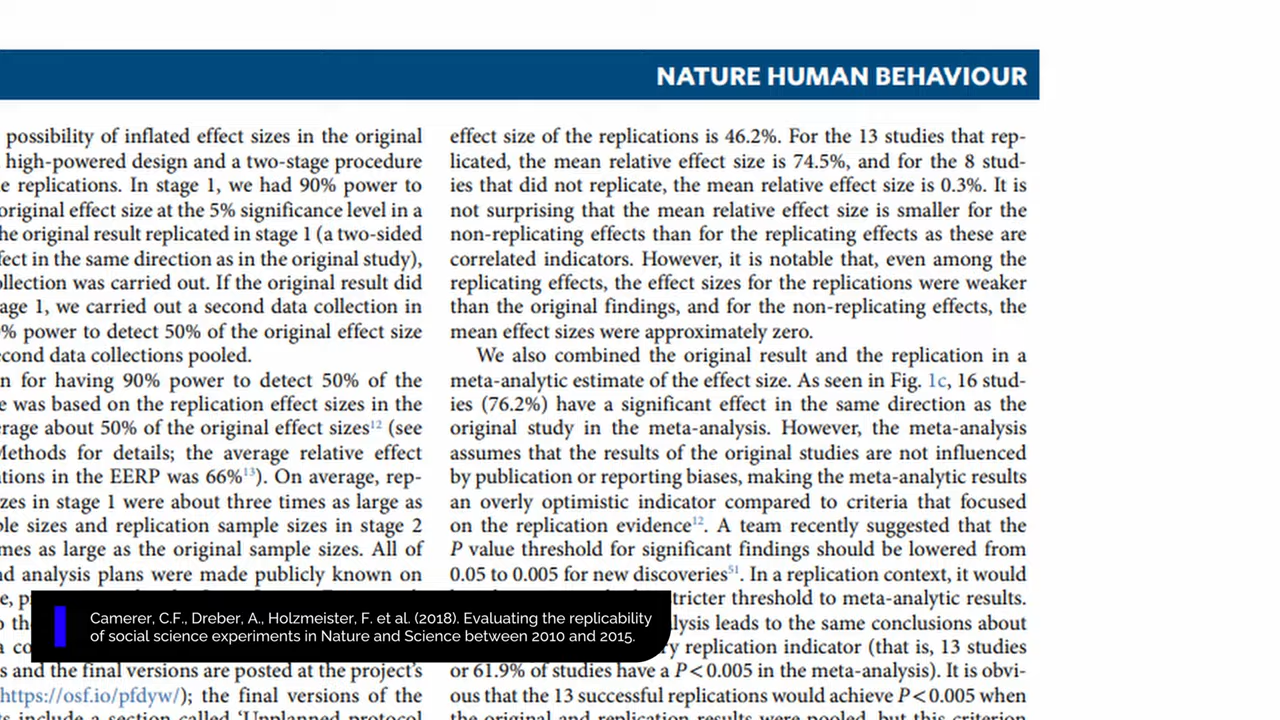 NATURE HUMAN BEHAVIOUR
possibility of inflated effect sizes in the original
high-powered design and a two-stage procedure
e replications. In stage 1, we had 90% power to
original effect size at the 5% significance level in a
he original result replicated in stage 1 (a two-sided
fect in the same direction as in the original study),
ollection was carried out. If the original result did
age 1, we carried out a second data collection in
% power to detect 50% of the original effect size
econd data collections pooled.
n for having 90% power to detect 50% of the
e was based on the replication effect sizes in the
erage about 50% of the original effect sizes12 (see
Methods for details; the average relative effect
ations in the EERP was 66%13). On average, rep-
zes in stage 1 were about three times as large as
ple sizes and replication sample sizes in stage 2
mes as large as the original sample sizes. All of
nd analysis plans were made publicly known on
s and the final versions are posted at the project's
https://osf.io/pfdyw/); the final versions of the
ts include a section called 'Unplanned protocol
effect size of the replications is 46.2%. For the 13 studies that rep-
licated, the mean relative effect size is 74.5%, and for the 8 stud-
ies that did not replicate, the mean relative effect size is 0.3%. It is
not surprising that the mean relative effect size is smaller for the
non-replicating effects than for the replicating effects as these are
correlated indicators. However, it is notable that, even among the
replicating effects, the effect sizes for the replications were weaker
than the original findings, and for the non-replicating effects, the
mean effect sizes were approximately zero.
We also combined the original result and the replication in a
meta-analytic estimate of the effect size. As seen in Fig. 1c, 16 stud-
ies (76.2%) have a significant effect in the same direction as the
original study in the meta-analysis. However, the meta-analysis
assumes that the results of the original studies are not influenced
by publication or reporting biases, making the meta-analytic results
an overly optimistic indicator compared to criteria that focused
on the replication evidence12. A team recently suggested that the
P value threshold for significant findings should be lowered from
0.05 to 0.005 for new discoveries51. In a replication context, it would
tricter threshold to meta-analytic results.
lysis leads to the same conclusions about
ry replication indicator (that is, 13 studies
or 61.9% of studies have a P<0.005 in the meta-analysis). It is obvi-
ous that the 13 successful replications would achieve P<0.005 when
the original and replication results were pooled, but this criterion
Camerer, C.F., Dreber, A., Holzmeister, F. et al. (2018). Evaluating the replicability
of social science experiments in Nature and Science between 2010 and 2015.